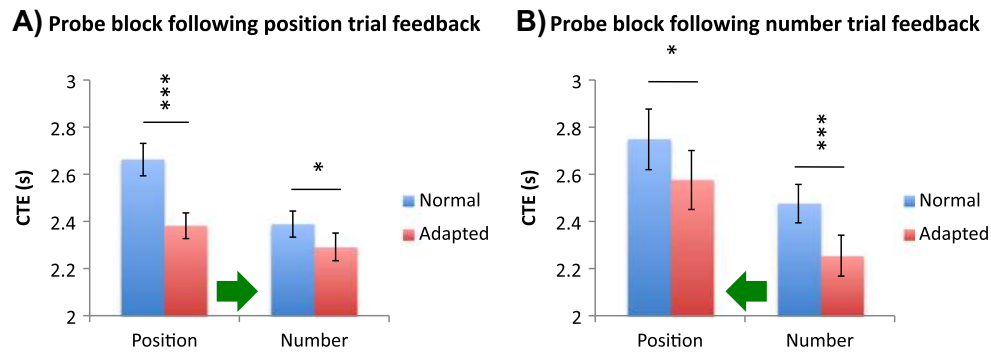 A) Probe block following position trial feedback
***
*
3
2.8
2.6
2.4
2.2
2
CTE (s)
Position
Number
Normal
Adapted
B) Probe block following number trial feedback
*
***
3
2.8
2.6
2.4
2.2
2
CTE (s)
Position
Number
Normal
Adapted